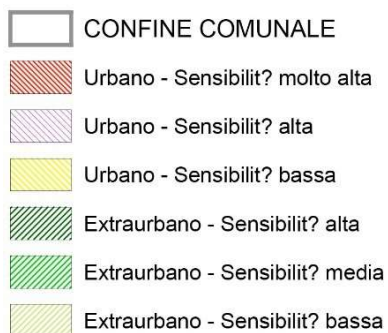 CONFINE COMUNALE
Urbano - Sensibilit? molto alta
Urbano - Sensibilit? alta
Urbano - Sensibilit? bassa
Extraurbano - Sensibilit? alta
Extraurbano - Sensibilit? media
Extraurbano - Sensibilit? bassa